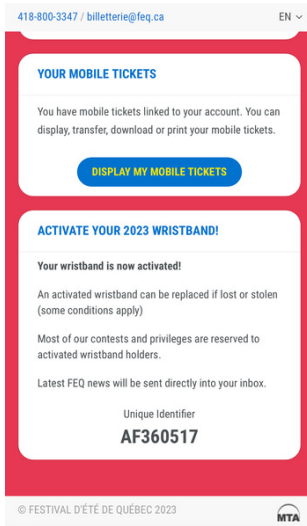 418-800-3347 / billetterie@feq.ca EN
YOUR MOBILE TICKETS
You have mobile tickets linked to your account. You can
display, transfer, download or print your mobile tickets.
DISPLAY MY MOBILE TICKETS
ACTIVATE YOUR 2023 WRISTBAND!
Your wristband is now activated!
An activated wristband can be replaced if lost or stolen
(some conditions apply)
Most of our contests and privileges are reserved to
activated wristband holders.
Latest FEQ news will be sent directly into your inbox.
Unique Identifier
AF360517
© FESTIVAL D'ÉTÉ DE QUÉBEC 2023
MTA